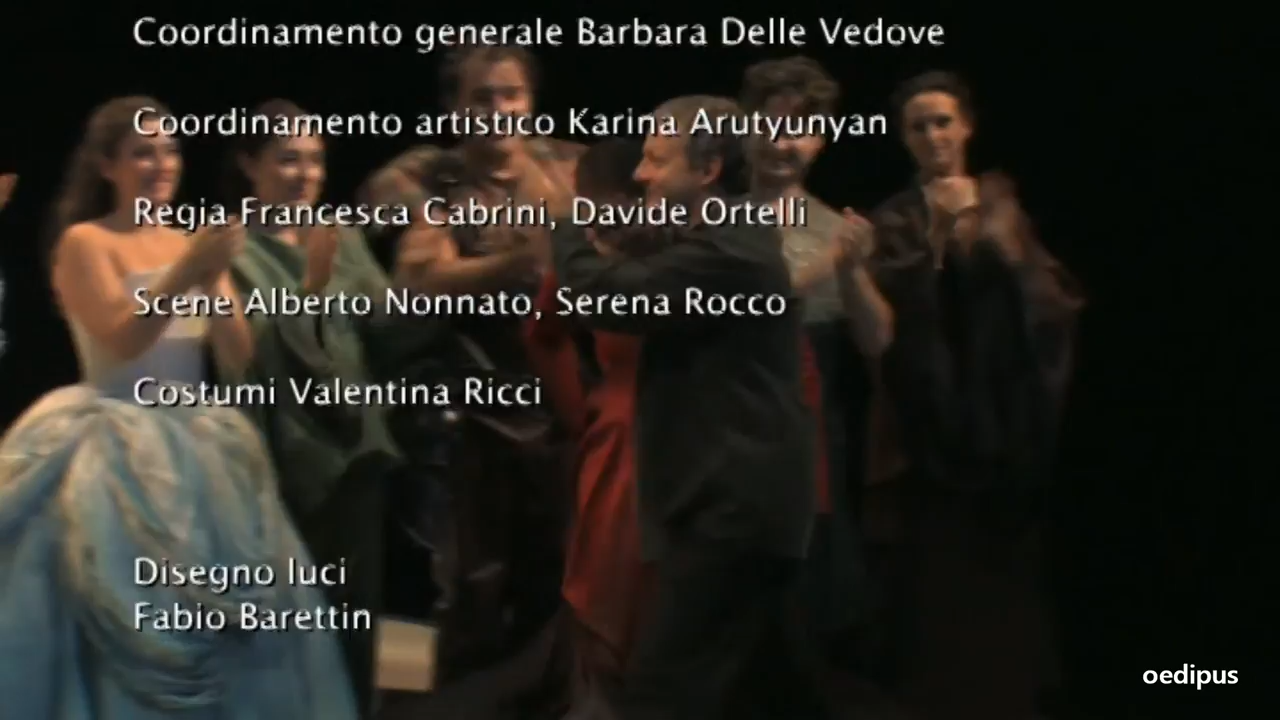 Coordinamento generale Barbara Delle Vedove
Coordinamento artistico Karina Arutyunyan
Regia Francesca Cabrini, Davide Ortelli
Scene Alberto Nonnato, Serena Rocco
Costumi Valentina Ricci
Disegno luci
Fabio Barettin
oedipus